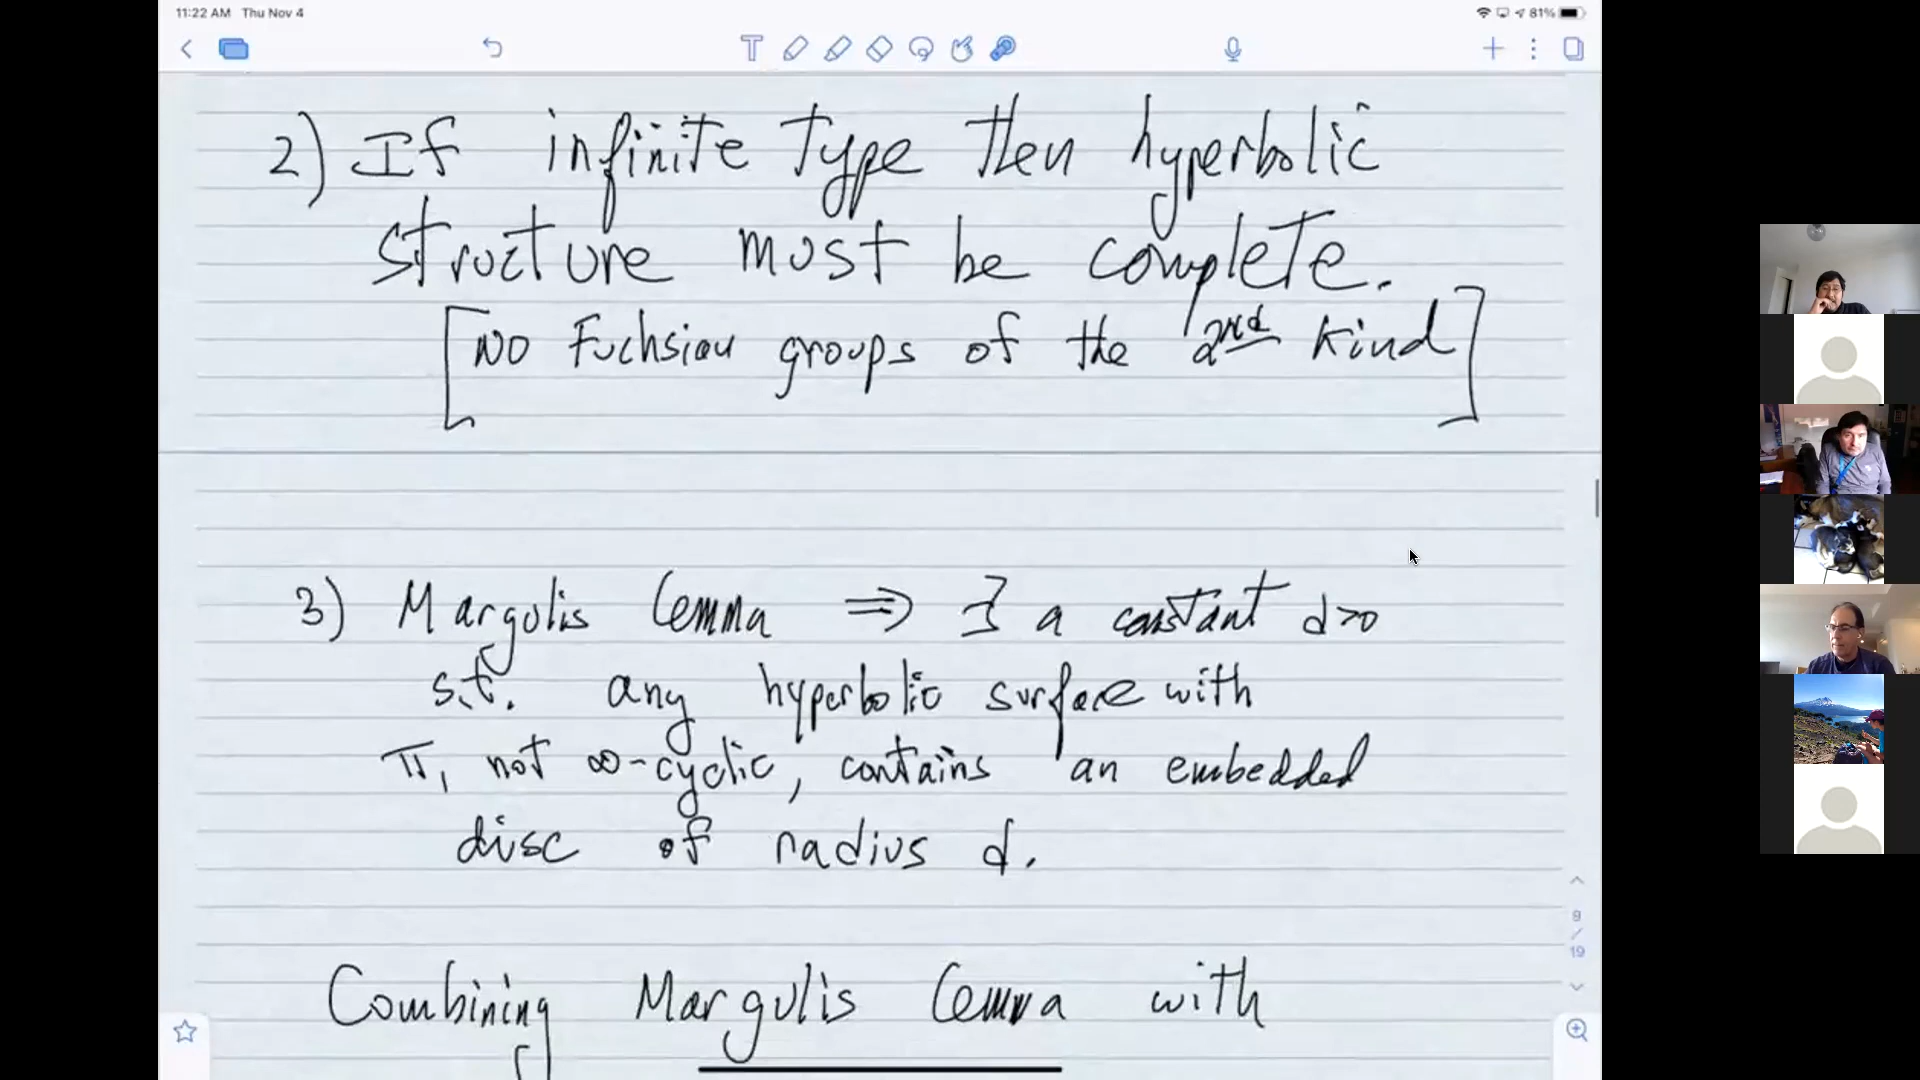 11:22 AM Thu Nov 4
81%
2) If infinite Type then hyperbolic
structure must be complete.
[No Fuchsian groups of the 2nd kind]
3) Margulis Lemma ⇒ ∃ a constant d>0
s.t. any hyperbolic surface with
π₁ not ∞-cyclic, contains an embedded
disc of radius d.
9
/
19
Combining Margulis Lemma with